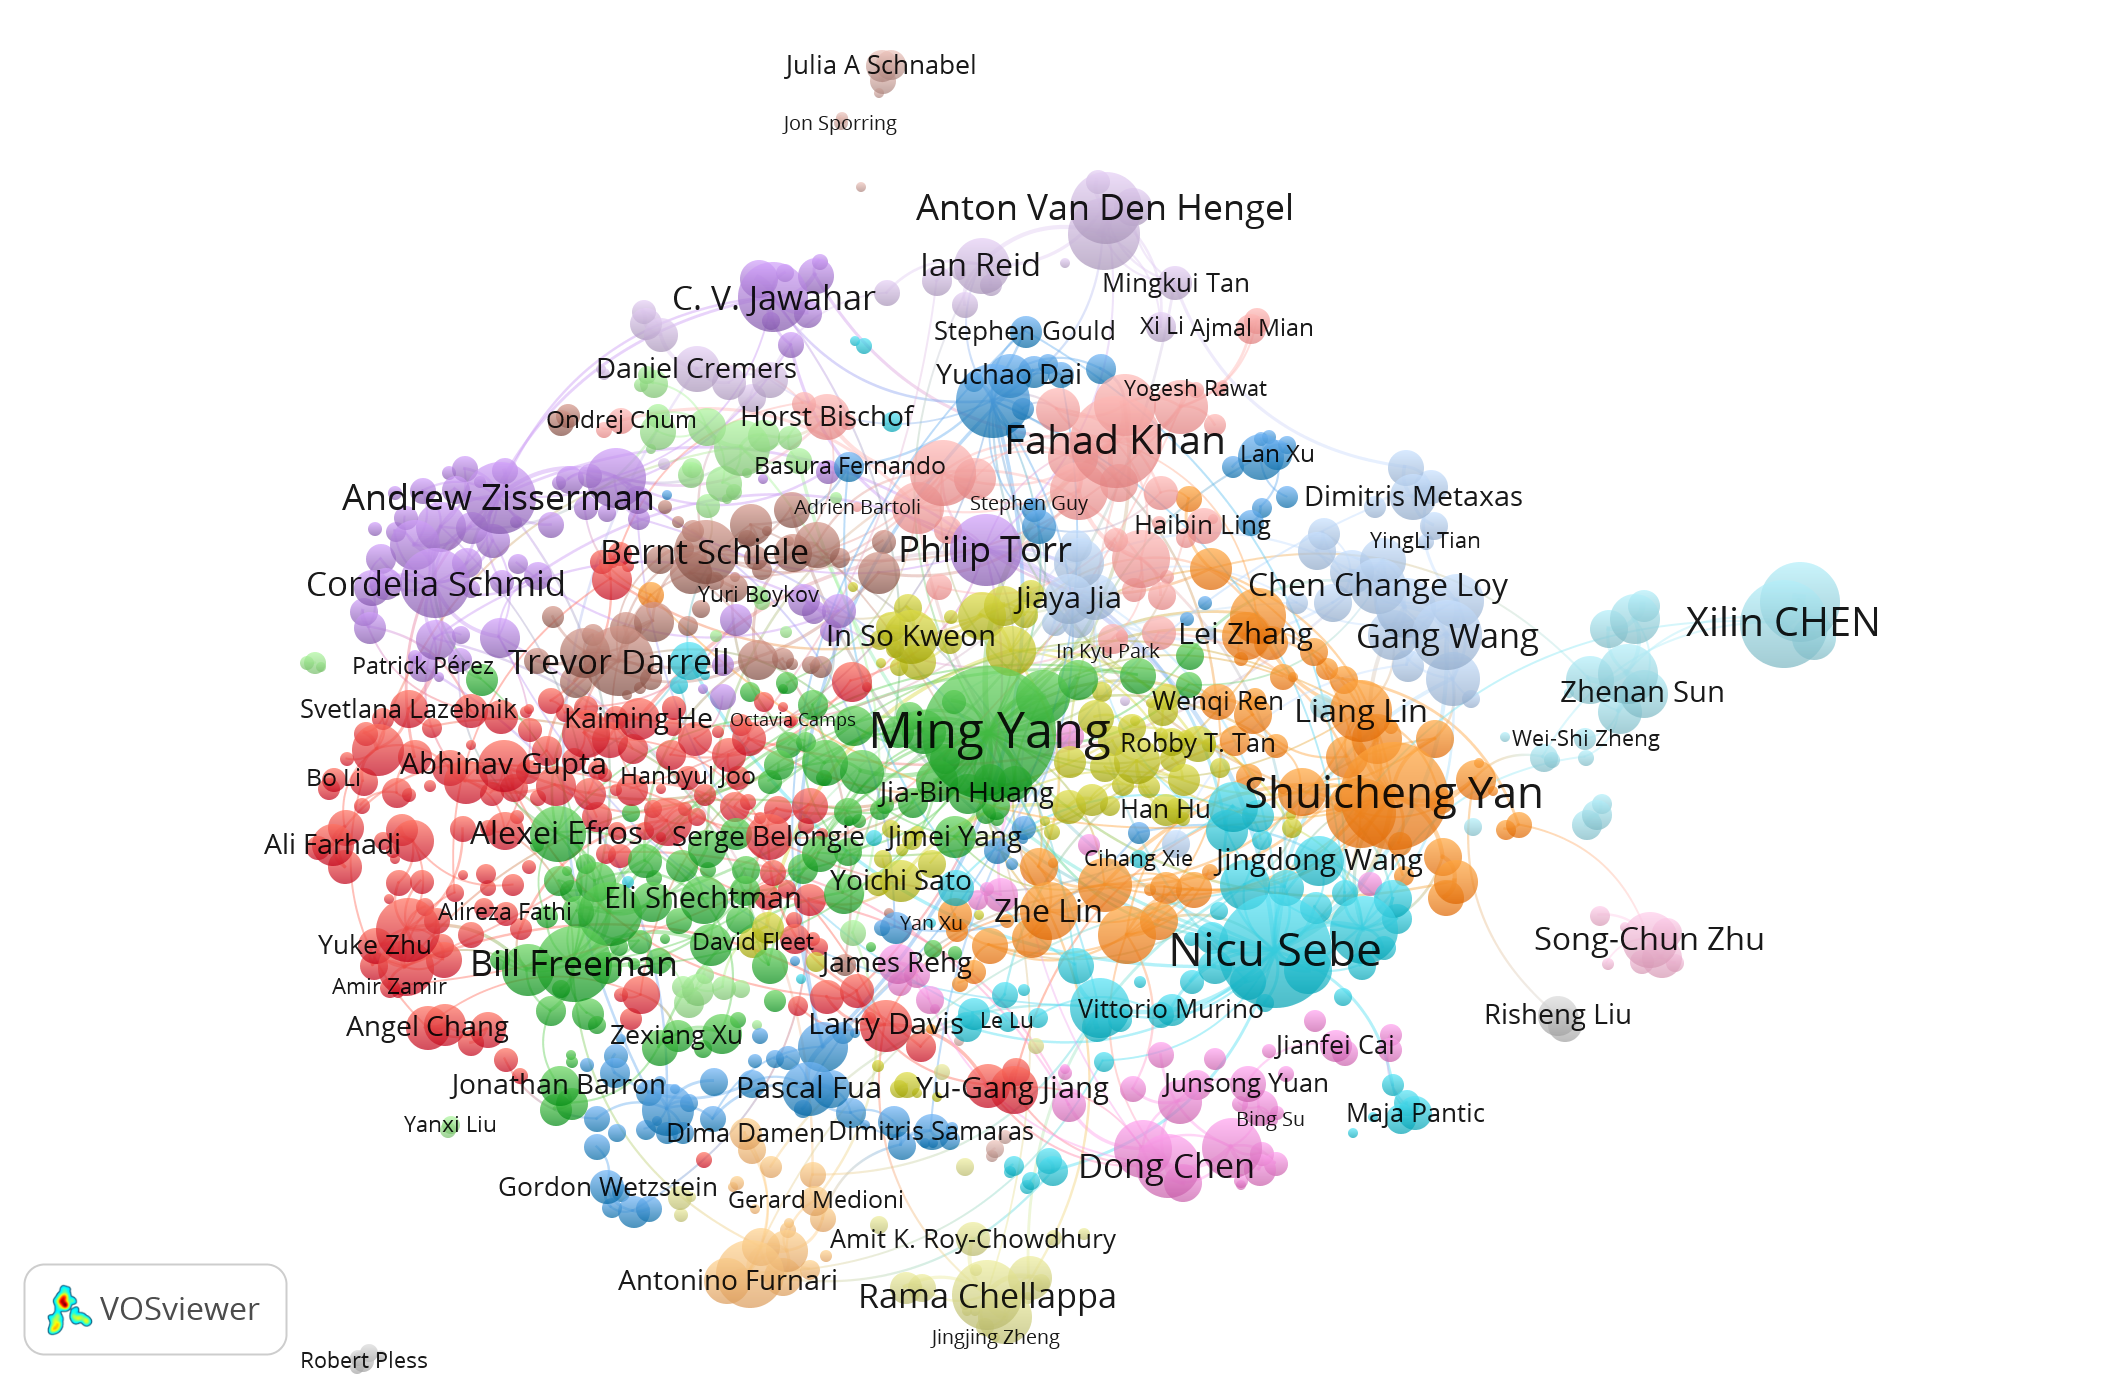 Julia A Schnabel
Jon Sporring
Anton Van Den Hengel
Ian Reid
Mingkui Tan
C. V. Jawahar
Stephen Gould
Xi Li
Ajmal Mian
Daniel Cremers
Yuchao Dai
Yogesh Rawat
Ondrej Chum
Horst Bischof
Fahad Khan
Lan Xu
Basura Fernando
Andrew Zisserman
Adrien Bartoli
Stephen Guy
Dimitris Metaxas
Haibin Ling
YingLi Tian
Bernt Schiele
Philip Torr
Cordelia Schmid
Yuri Boykov
Jiaya Jia
Chen Change Loy
Xilin CHEN
In So Kweon
Lei Zhang
Gang Wang
In Kyu Park
Patrick Pérez
Trevor Darrell
Zhenan Sun
Svetlana Lazebnik
Kaiming He
Octavia Camps
Ming Yang
Wenqi Ren
Liang Lin
Robby T. Tan
Wei-Shi Zheng
Bo Li
Abhinav Gupta
Hanbyul Joo
Jia-Bin Huang
Han Hu
Shuicheng Yan
Ali Farhadi
Alexei Efros
Serge Belongie
Jimei Yang
Cihang Xie
Jingdong Wang
Yoichi Sato
Alireza Fathi
Eli Shechtman
Yan Xu
Zhe Lin
Yuke Zhu
David Fleet
Nicu Sebe
Song-Chun Zhu
Bill Freeman
James Rehg
Amir Zamir
Angel Chang
Zexiang Xu
Larry Davis
Le Lu
Vittorio Murino
Risheng Liu
Jianfei Cai
Jonathan Barron
Pascal Fua
Yu-Gang Jiang
Junsong Yuan
Yanxi Liu
Dima Damen
Dimitris Samaras
Bing Su
Maja Pantic
Dong Chen
Gordon Wetzstein
Gerard Medioni
Amit K. Roy-Chowdhury
Antonino Furnari
Rama Chellappa
VOSviewer
Jingjing Zheng
Robert Pless